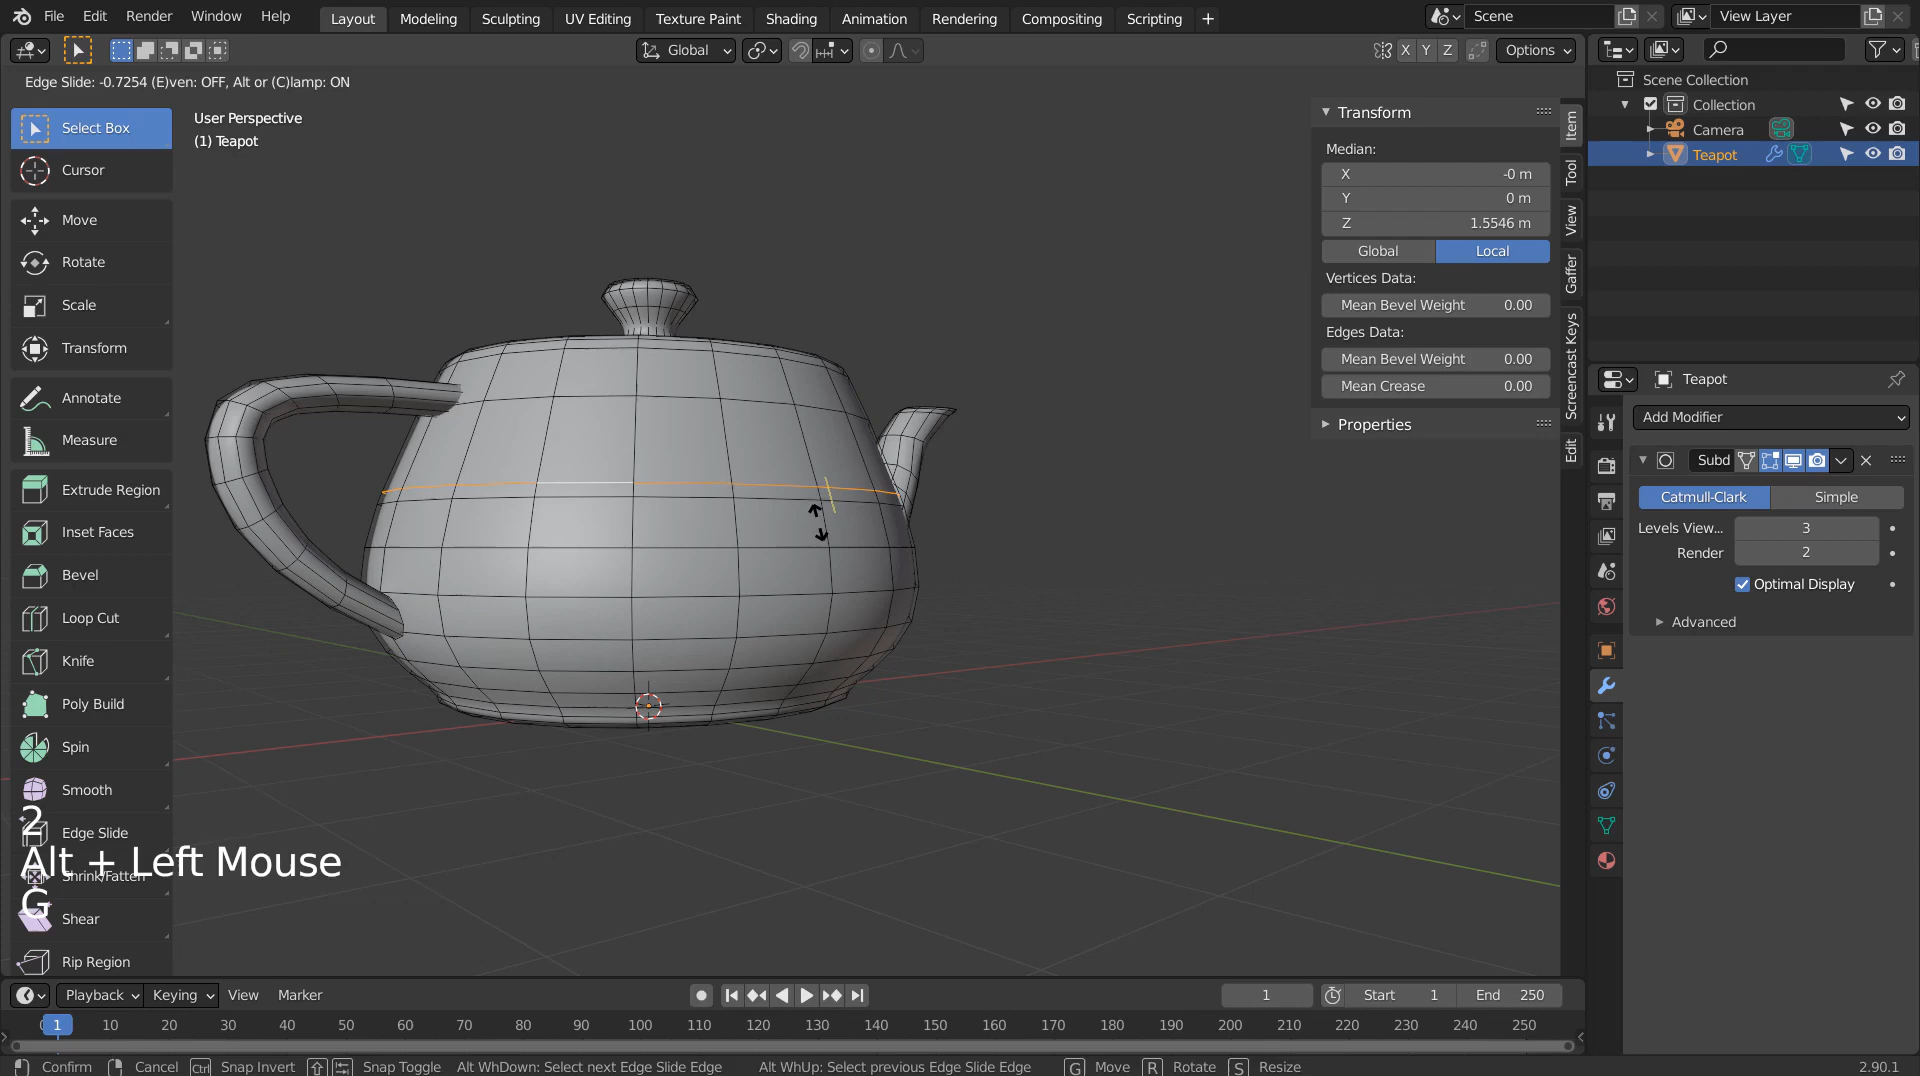 File Edit Render Window Help Layout Modeling Sculpting UV Editing Texture Paint Shading Animation Rendering Compositing Scripting + Scene View Layer
Global X Y Z Options
Edge Slide: -0.7254 (E)ven: OFF, Alt or (C)lamp: ON
User Perspective
(1) Teapot
Select Box
Cursor
Move
Rotate
Scale
Transform
Annotate
Measure
Extrude Region
Inset Faces
Bevel
Loop Cut
Knife
Poly Build
Spin
Smooth
Edge Slide
Shrink/Fatten
Shear
Rip Region
2
Alt + Left Mouse
G
Transform
Median:
X -0 m
Y 0 m
Z 1.5546 m
Global Local
Vertices Data:
Mean Bevel Weight 0.00
Edges Data:
Mean Bevel Weight 0.00
Mean Crease 0.00
Properties
Item
Tool
View
Gaffer
Screencast Keys
Edit
Scene Collection
Collection
Camera
Teapot
Teapot
Add Modifier
Subd
Catmull-Clark Simple
Levels View... 3
Render 2
Optimal Display
Advanced
Playback Keying View Marker 1 Start 1 End 250
1 10 20 30 40 50 60 70 80 90 100 110 120 130 140 150 160 170 180 190 200 210 220 230 240 250
Confirm Cancel Ctrl Snap Invert Snap Toggle Alt WhDown: Select next Edge Slide Edge Alt WhUp: Select previous Edge Slide Edge G Move R Rotate S Resize 2.90.1